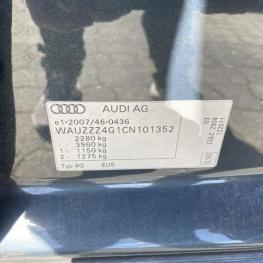 AUDI AG
e1*2007/46*0436
WAUZZZ4G1CN101352
2280 kg
3960 kg
1 - 1150 kg
2 - 1275 kg
Typ 4G EU5